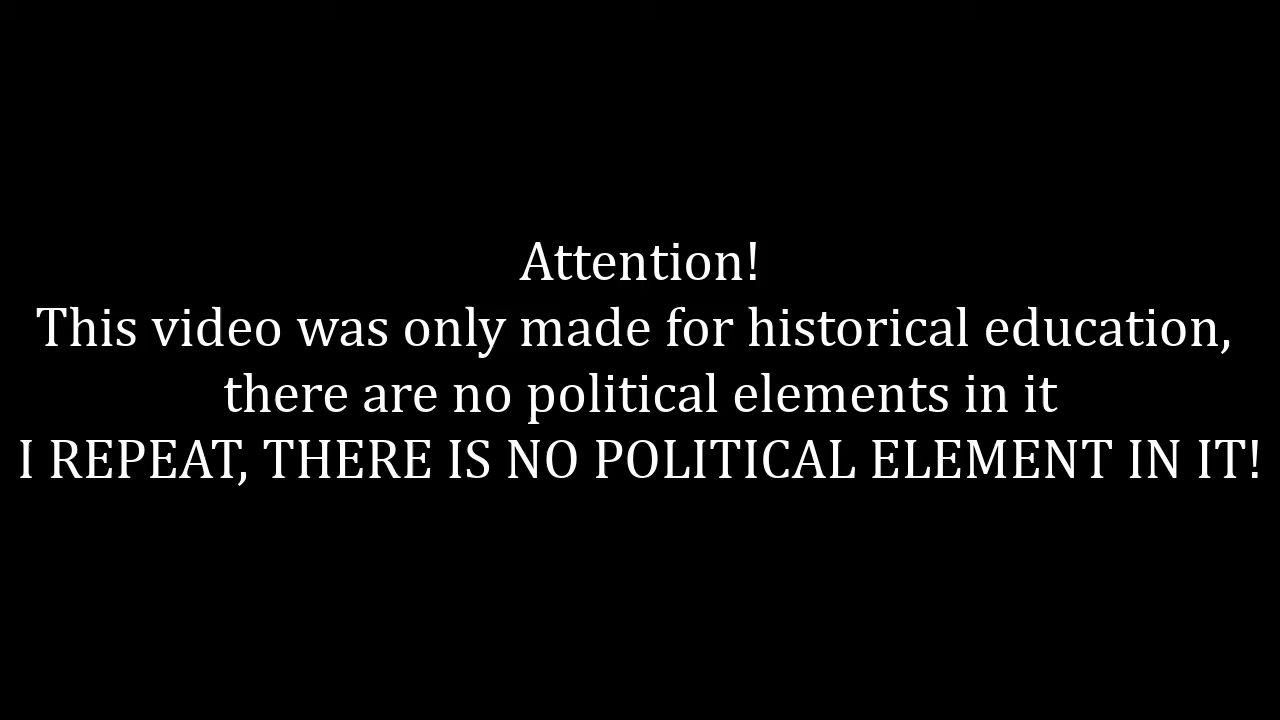 Attention!
This video was only made for historical education,
there are no political elements in it
I REPEAT, THERE IS NO POLITICAL ELEMENT IN IT!